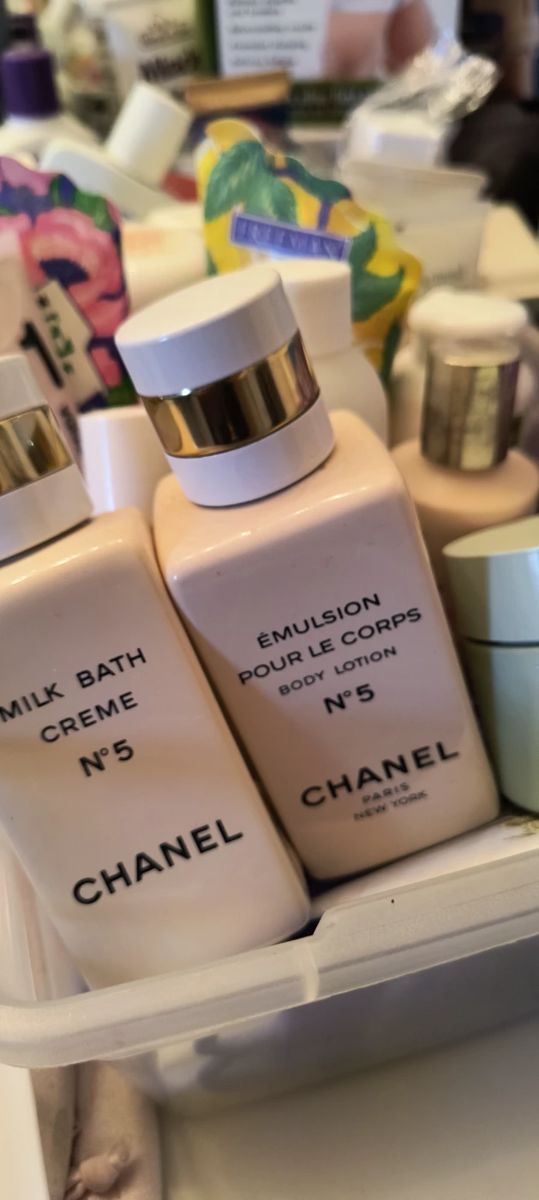 MILK BATH
CREME
N°5
CHANEL
ÉMULSION
POUR LE CORPS
BODY LOTION
N°5
CHANEL
PARIS
NEW YORK